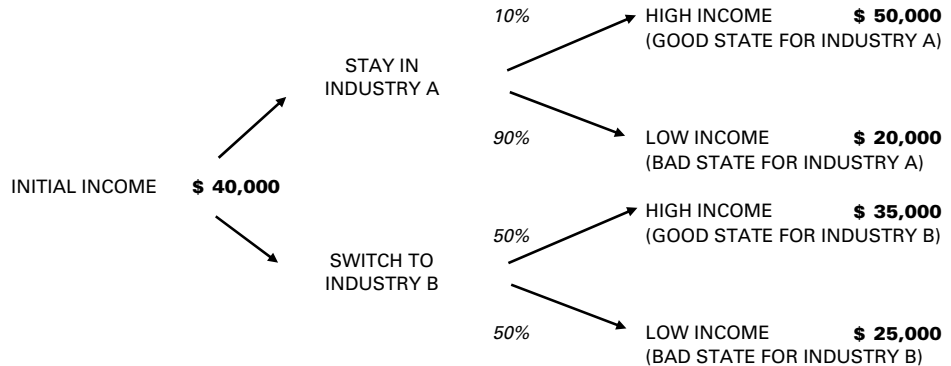 10% HIGH INCOME $ 50,000
(GOOD STATE FOR INDUSTRY A)
STAY IN
INDUSTRY A
90% LOW INCOME $ 20,000
(BAD STATE FOR INDUSTRY A)
INITIAL INCOME $ 40,000
HIGH INCOME $ 35,000
50% (GOOD STATE FOR INDUSTRY B)
SWITCH TO
INDUSTRY B
50% LOW INCOME $ 25,000
(BAD STATE FOR INDUSTRY B)